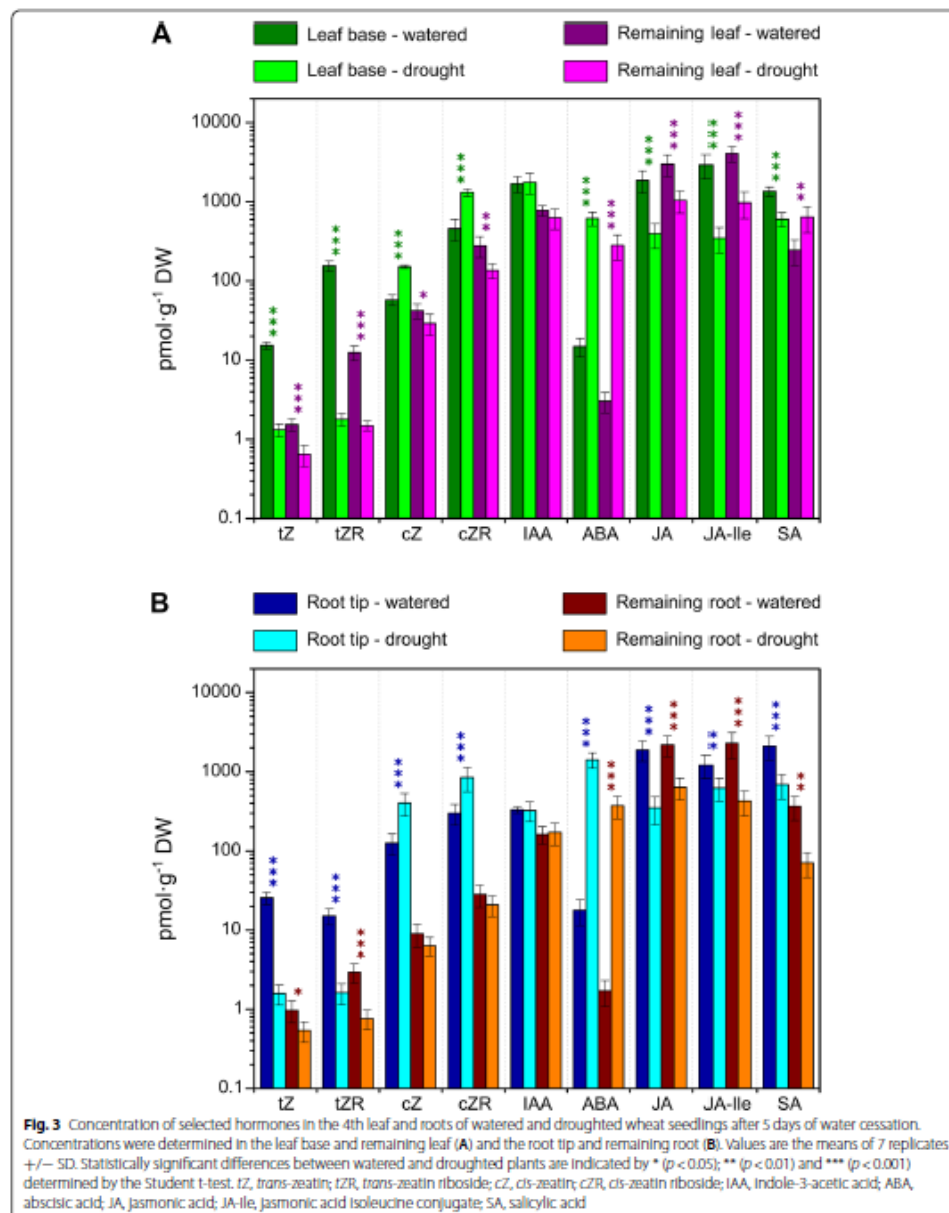 A
Leaf base - watered
Remaining leaf - watered
Leaf base - drought
Remaining leaf - drought
pmol·g⁻¹ DW
10000
1000
100
10
1
0.1
***
***
***
***
***
*
***
**
***
***
***
***
***
***
***
**
tZ
tZR
cZ
cZR
IAA
ABA
JA
JA-Ile
SA
B
Root tip - watered
Remaining root - watered
Root tip - drought
Remaining root - drought
pmol·g⁻¹ DW
10000
1000
100
10
1
0.1
***
*
***
***
***
***
***
***
***
***
**
***
***
**
tZ
tZR
cZ
cZR
IAA
ABA
JA
JA-Ile
SA
Fig. 3 Concentration of selected hormones in the 4th leaf and roots of watered and droughted wheat seedlings after 5 days of water cessation.
Concentrations were determined in the leaf base and remaining leaf (A) and the root tip and remaining root (B). Values are the means of 7 replicates
+/− SD. Statistically significant differences between watered and droughted plants are indicated by * (p < 0.05); ** (p < 0.01) and *** (p < 0.001)
determined by the Student t-test. tZ, trans-zeatin; tZR, trans-zeatin riboside; cZ, cis-zeatin; cZR, cis-zeatin riboside; IAA, indole-3-acetic acid; ABA,
abscisic acid; JA, jasmonic acid; JA-Ile, jasmonic acid isoleucine conjugate; SA, salicylic acid